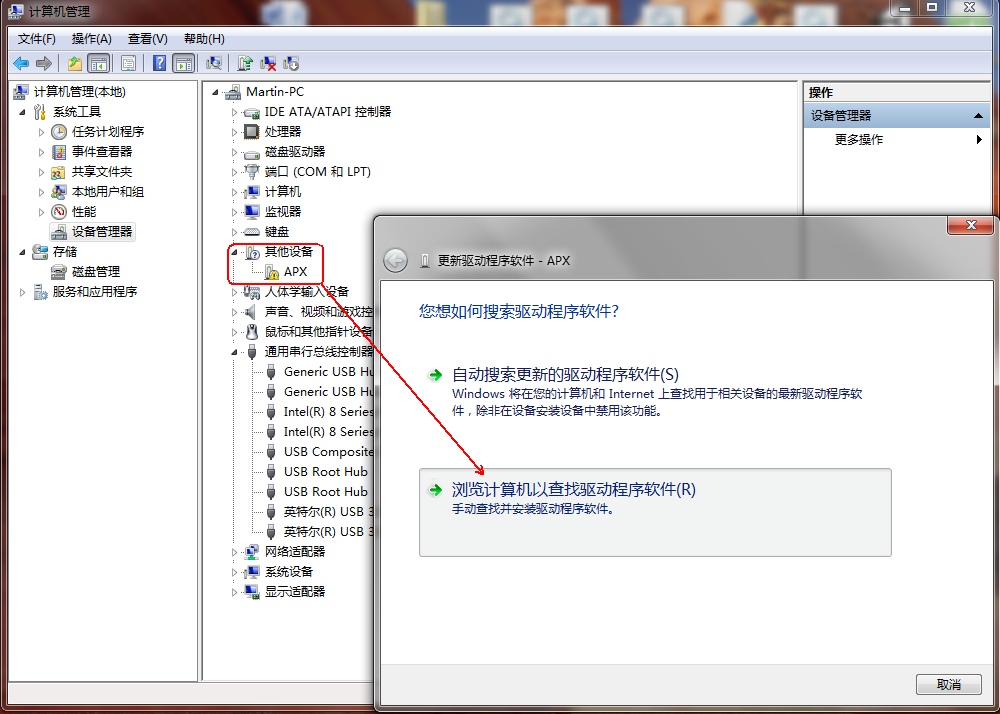 计算机管理
文件(F) 操作(A) 查看(V) 帮助(H)
计算机管理(本地)
系统工具
任务计划程序
事件查看器
共享文件夹
本地用户和组
性能
设备管理器
存储
磁盘管理
服务和应用程序
Martin-PC
IDE ATA/ATAPI 控制器
处理器
磁盘驱动器
端口 (COM 和 LPT)
计算机
监视器
键盘
其他设备
APX
人体学输入设备
声音、视频和游戏控
鼠标和其他指针设备
通用串行总线控制器
Generic USB Hu
Generic USB Hu
Intel(R) 8 Series
Intel(R) 8 Series
USB Composite
USB Root Hub
USB Root Hub
英特尔(R) USB 3
英特尔(R) USB 3
网络适配器
系统设备
显示适配器
操作
设备管理器
更多操作
更新驱动程序软件 - APX
您想如何搜索驱动程序软件?
自动搜索更新的驱动程序软件(S)
Windows 将在您的计算机和 Internet 上查找用于相关设备的最新驱动程序软
件，除非在设备安装设备中禁用该功能。
浏览计算机以查找驱动程序软件(R)
手动查找并安装驱动程序软件。
取消